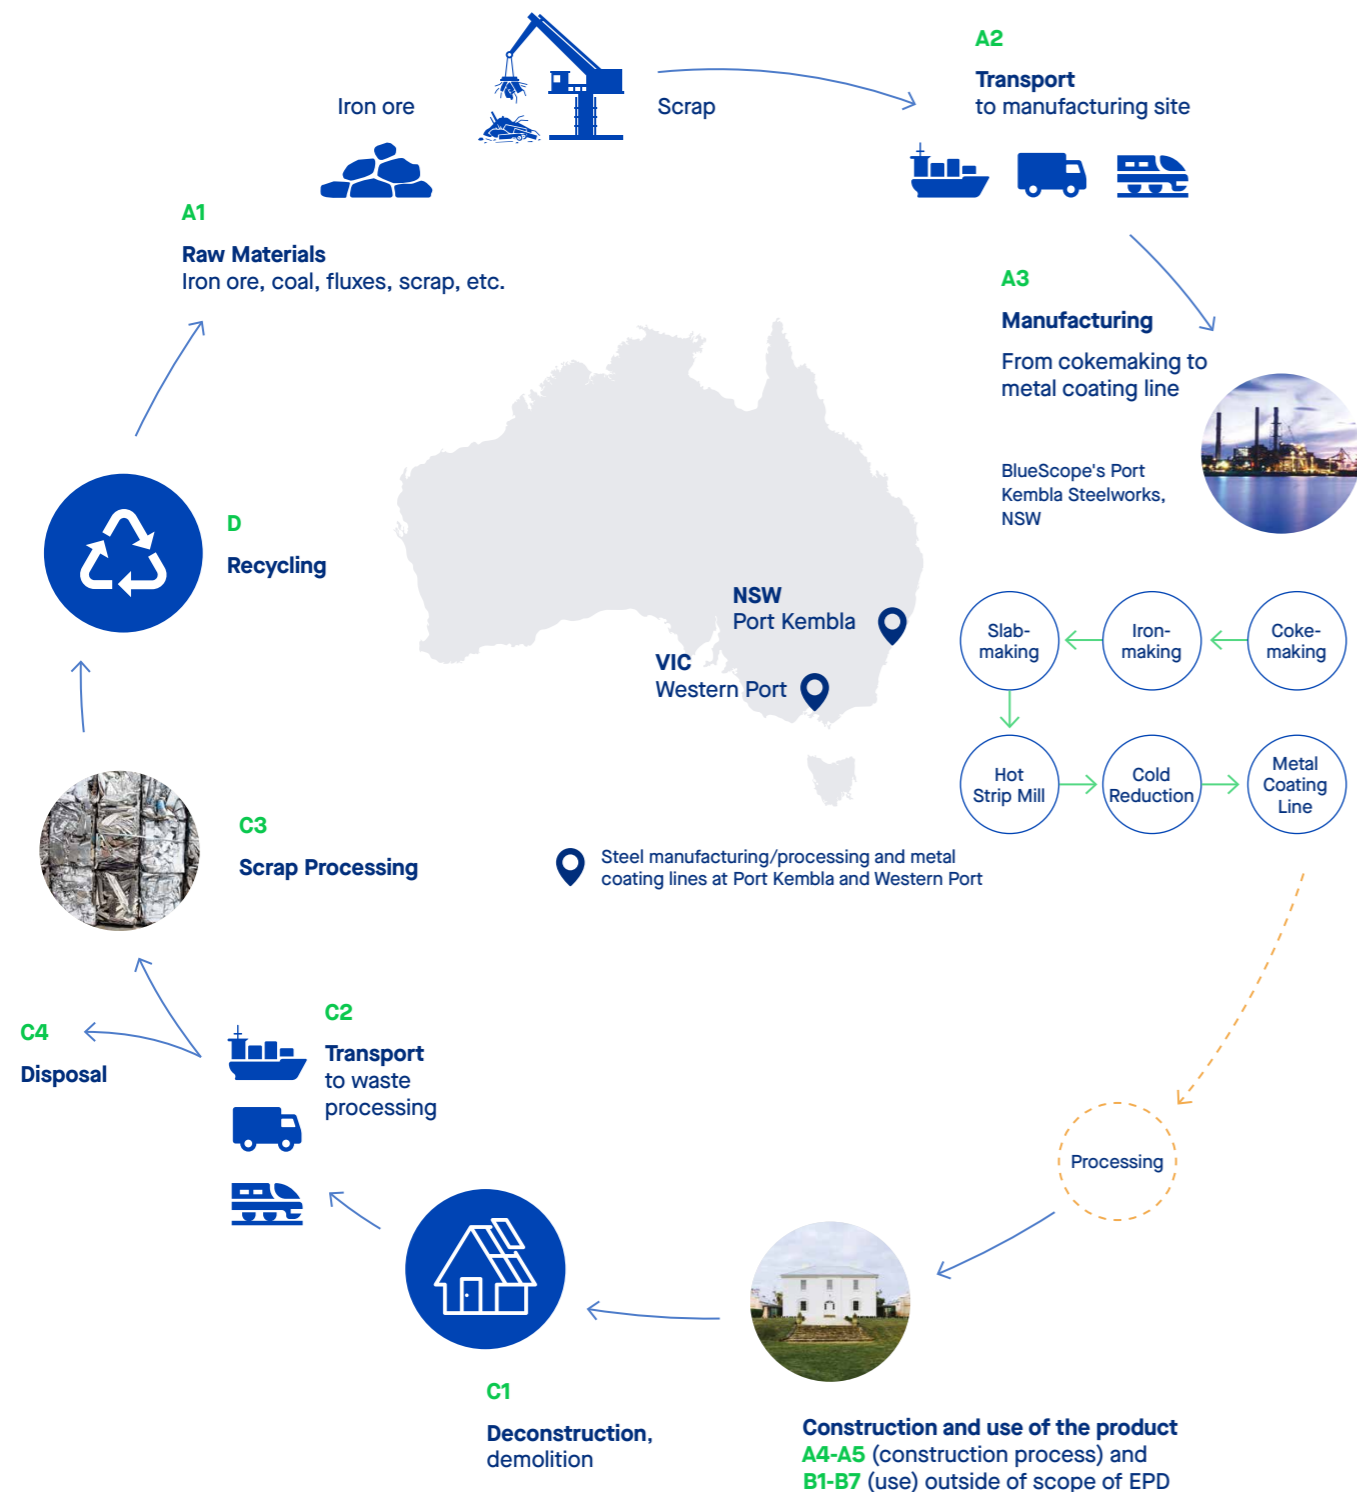 Iron ore
Scrap
A2
Transport
to manufacturing site
A1
Raw Materials
Iron ore, coal, fluxes, scrap, etc.
A3
Manufacturing
From cokemaking to
metal coating line
BlueScope's Port
Kembla Steelworks,
NSW
D
Recycling
NSW
Port Kembla
VIC
Western Port
Coke-
making
Iron-
making
Slab-
making
Hot
Strip Mill
Cold
Reduction
Metal
Coating
Line
Steel manufacturing/processing and metal
coating lines at Port Kembla and Western Port
C3
Scrap Processing
C4
Disposal
C2
Transport
to waste
processing
Processing
C1
Deconstruction,
demolition
Construction and use of the product
A4-A5 (construction process) and
B1-B7 (use) outside of scope of EPD